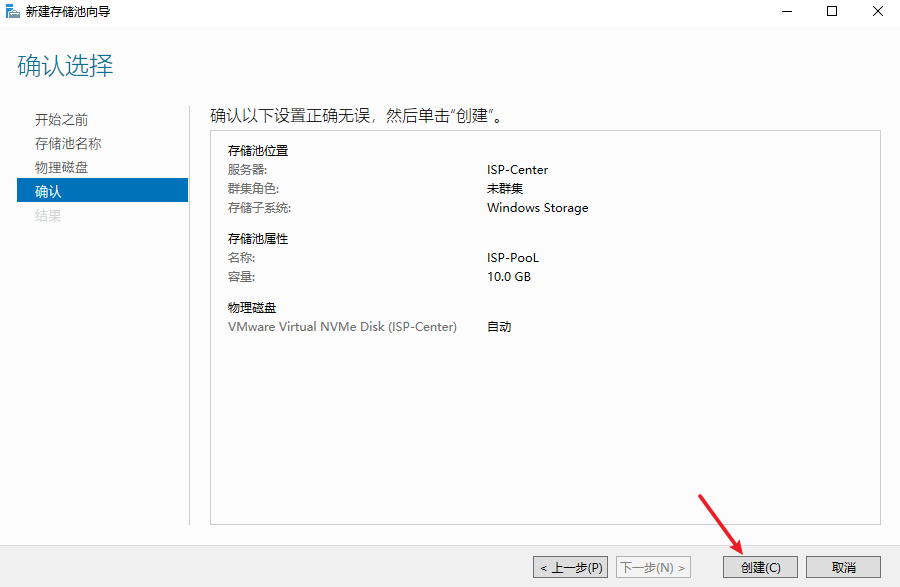 新建存储池向导
确认选择
开始之前
存储池名称
物理磁盘
确认
结果
确认以下设置正确无误，然后单击“创建”。
存储池位置
服务器: ISP-Center
群集角色: 未群集
存储子系统: Windows Storage
存储池属性
名称: ISP-PooL
容量: 10.0 GB
物理磁盘
VMware Virtual NVMe Disk (ISP-Center) 自动
< 上一步(P) 下一步(N) > 创建(C) 取消